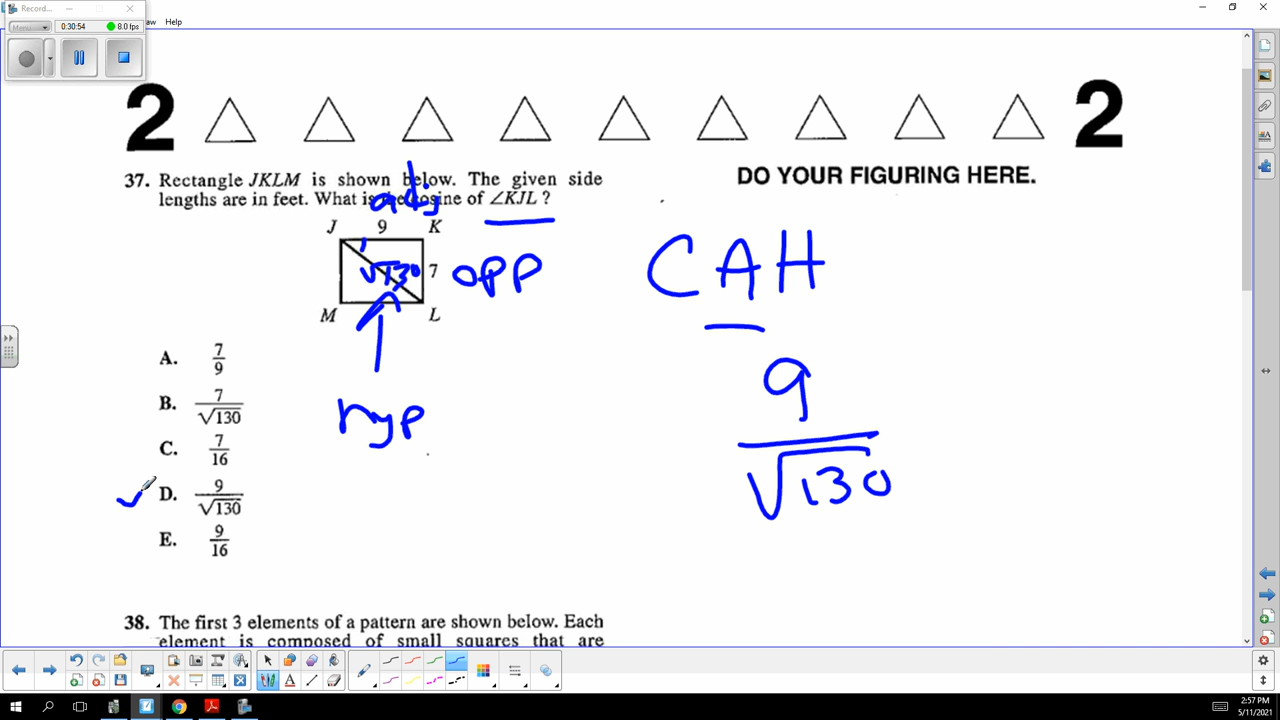 Record...
Menu
0:30:54
8.0 fps
aw Help
2 2
37. Rectangle JKLM is shown below. The given side
lengths are in feet. What is the cosine of ∠KJL ?
DO YOUR FIGURING HERE.
adj
J 9 K
√130
7
opp
M L
hyp
CAH
9
√130
A. 7/9
B. 7/√130
C. 7/16
D. 9/√130
E. 9/16
38. The first 3 elements of a pattern are shown below. Each
element is composed of small squares that are
A
2:57 PM
5/11/2021